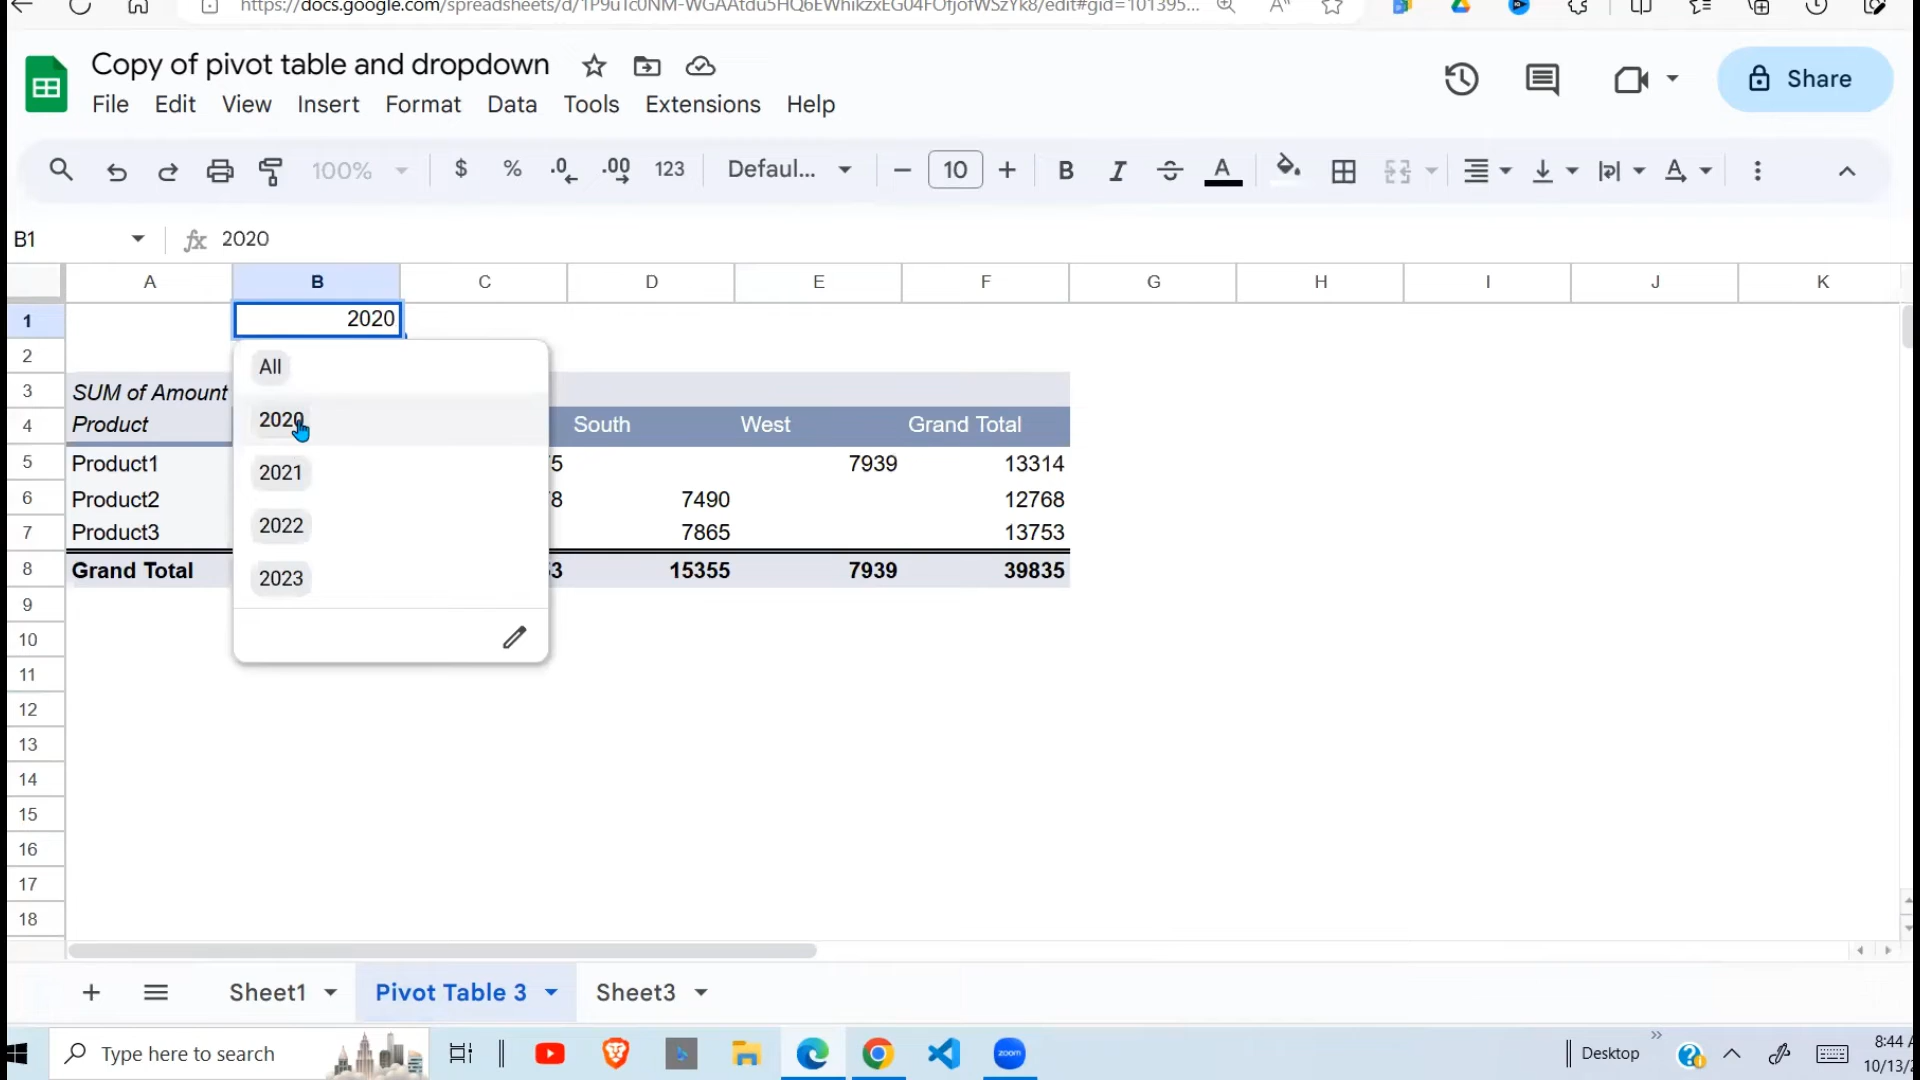 https://docs.google.com/spreadsheets/d/1P9uTc0NM-WGAAtdu5HQ6EWhikzxEG04FOfjofWSzYk8/edit#gid=101395...
Copy of pivot table and dropdown
File Edit View Insert Format Data Tools Extensions Help
Share
100% $ % .0 .00 123 Defaul... 10 B I S A
B1 fx 2020
A B C D E F G H I J K
1 2020
2 All
3 SUM of Amount
2020
4 Product South West Grand Total
5 Product1 5 7939 13314
2021
6 Product2 8 7490 12768
7 Product3 2022 7865 13753
8 Grand Total 2023 3 15355 7939 39835
9
10
11
12
13
14
15
16
17
18
+ Sheet1 Pivot Table 3 Sheet3
Type here to search zoom Desktop 8:44
10/13/